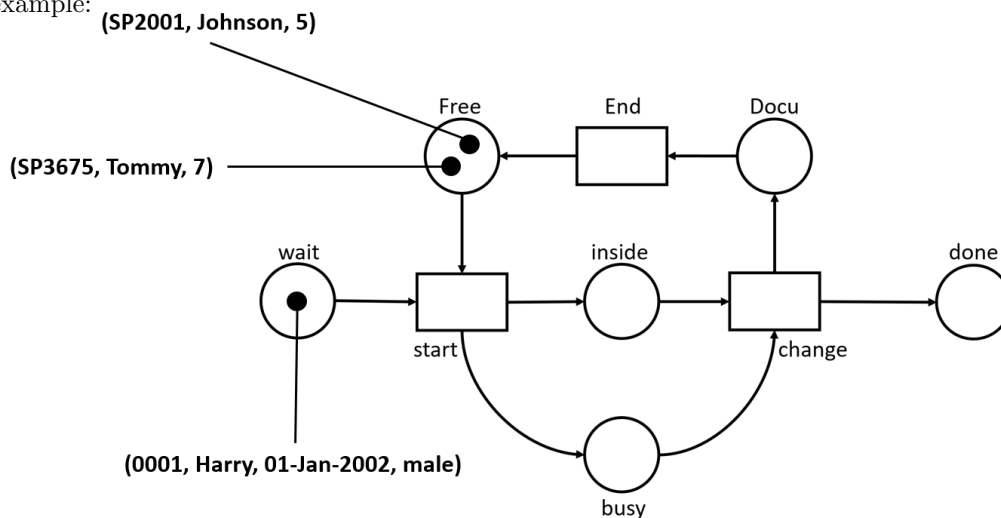 example:
(SP2001, Johnson, 5)
Free
End
Docu
(SP3675, Tommy, 7)
wait
inside
done
start
change
(0001, Harry, 01-Jan-2002, male)
busy